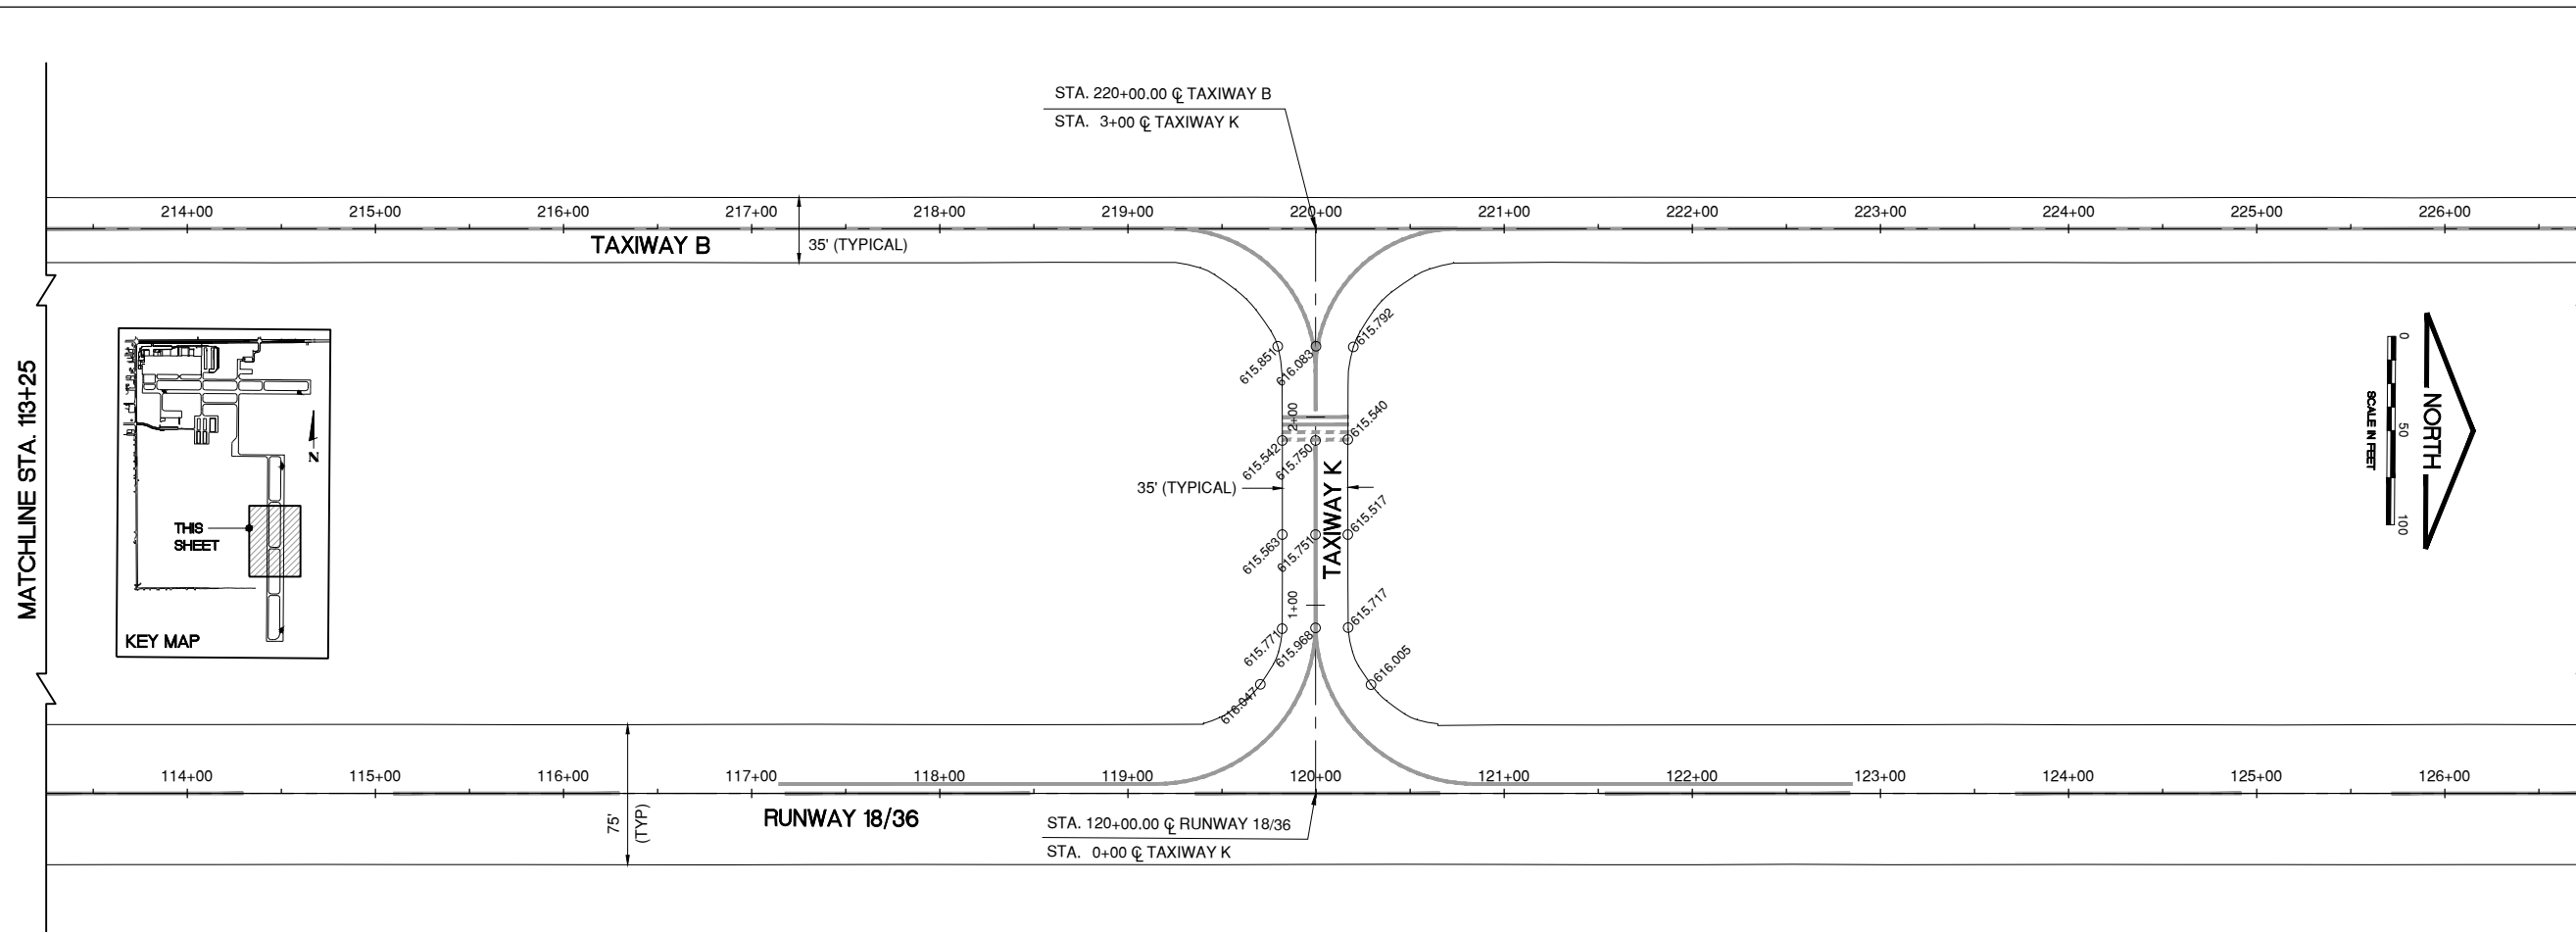 STA. 220+00.00 ℄ TAXIWAY B
STA. 3+00 ℄ TAXIWAY K
214+00 215+00 216+00 217+00 218+00 219+00 220+00 221+00 222+00 223+00 224+00 225+00 226+00
TAXIWAY B
35' (TYPICAL)
MATCHLINE STA. 113+25
THIS
SHEET
N
KEY MAP
615.851
616.083
615.792
2+00
615.542
615.750
615.540
35' (TYPICAL)
TAXIWAY K
615.563
615.751
615.517
1+00
615.771
615.968
615.717
616.047
616.005
NORTH
0 50 100
SCALE IN FEET
114+00 115+00 116+00 117+00 118+00 119+00 120+00 121+00 122+00 123+00 124+00 125+00 126+00
75'
(TYP)
RUNWAY 18/36
STA. 120+00.00 ℄ RUNWAY 18/36
STA. 0+00 ℄ TAXIWAY K